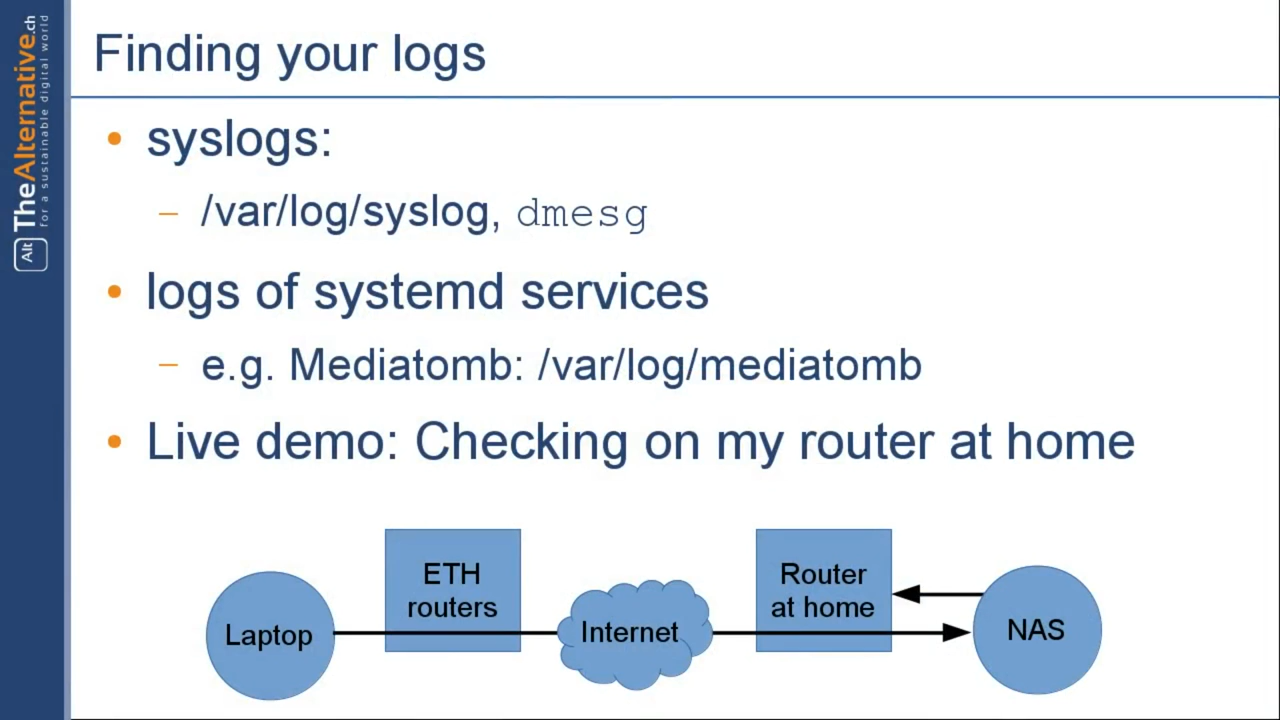 Finding your logs
• syslogs:
– /var/log/syslog, dmesg
• logs of systemd services
– e.g. Mediatomb: /var/log/mediatomb
• Live demo: Checking on my router at home
Laptop
ETH
routers
Internet
Router
at home
NAS
Alt TheAlternative.ch
for a sustainable digital world